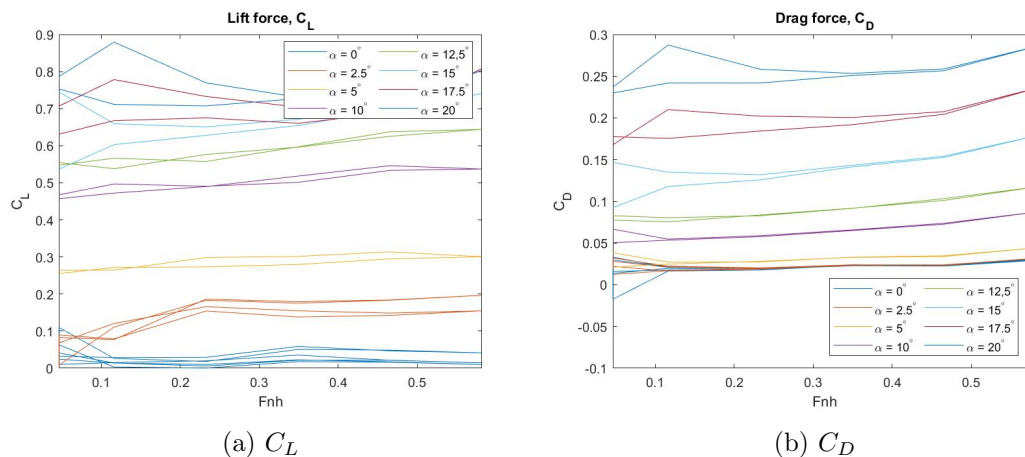 Lift force, C_L
0.9
0.8
0.7
0.6
0.5
0.4
0.3
0.2
0.1
0
C_L
0.1 0.2 0.3 0.4 0.5
Fnh
α = 0° α = 12,5°
α = 2.5° α = 15°
α = 5° α = 17.5°
α = 10° α = 20°
(a) C_L
Drag force, C_D
0.3
0.25
0.2
0.15
0.1
0.05
0
-0.05
-0.1
C_D
0.1 0.2 0.3 0.4 0.5
Fnh
α = 0° α = 12,5°
α = 2.5° α = 15°
α = 5° α = 17.5°
α = 10° α = 20°
(b) C_D